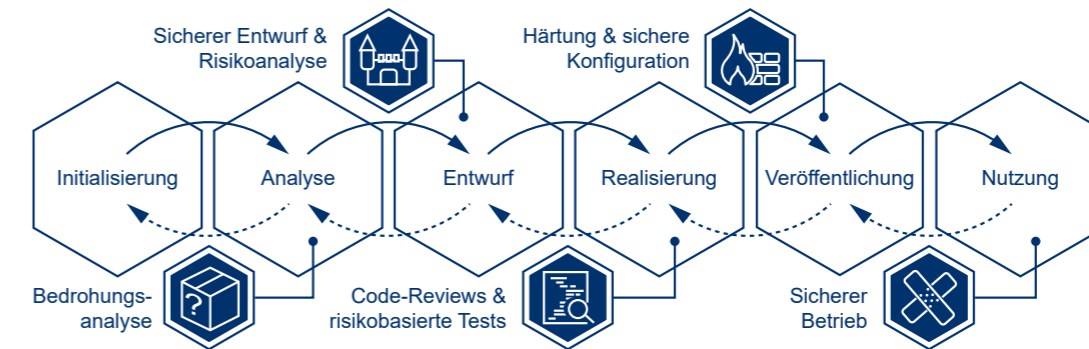 Sicherer Entwurf &
Risikoanalyse
Härtung & sichere
Konfiguration
Initialisierung
Analyse
Entwurf
Realisierung
Veröffentlichung
Nutzung
Bedrohungs-
analyse
?
Code-Reviews &
risikobasierte Tests
Sicherer
Betrieb